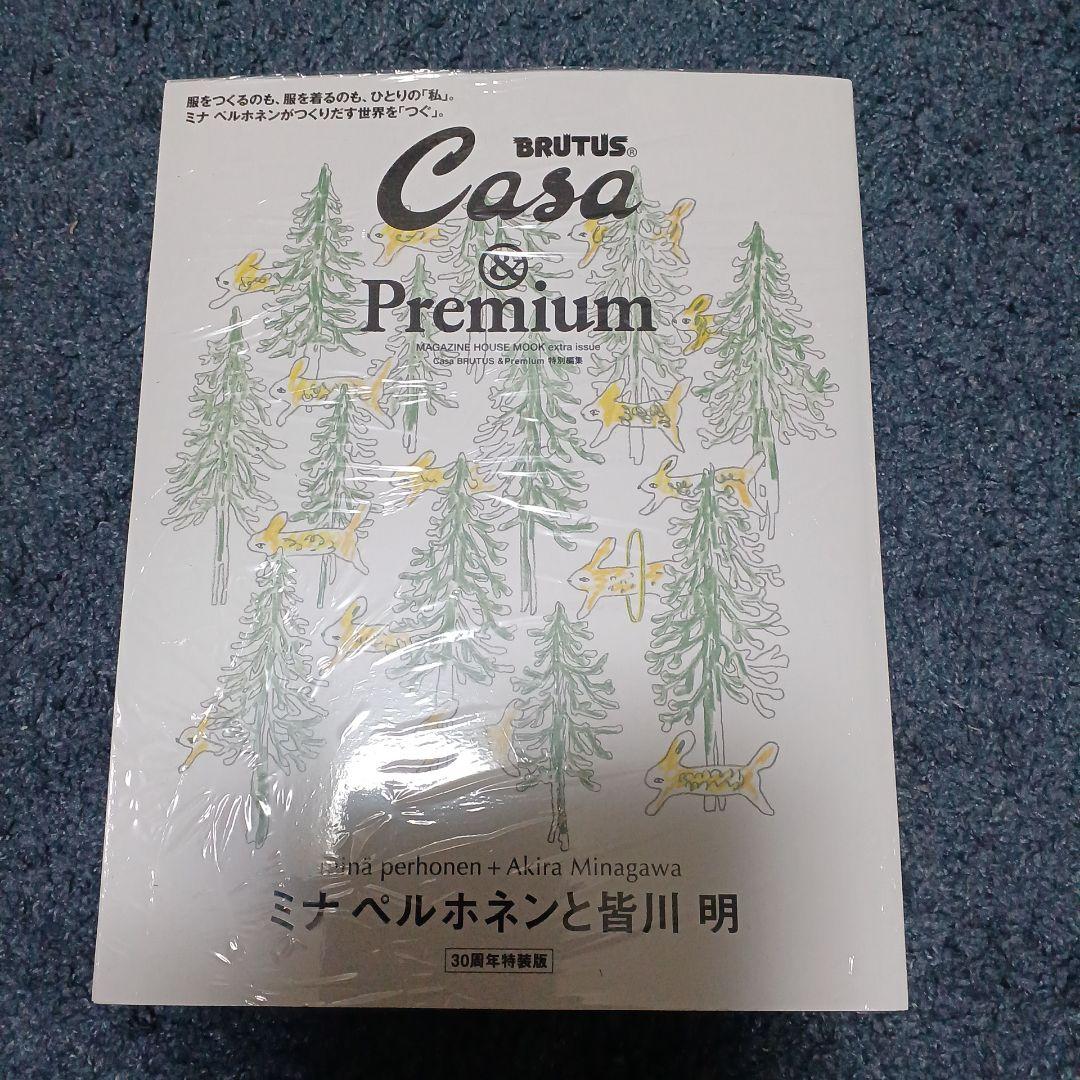 服をつくるのも、服を着るのも、ひとりの「私」。
ミナ ペルホネンがつくりだす世界を「つぐ」。
BRUTUS®
Casa
&
Premium
MAGAZINE HOUSE MOOK extra issue
Casa BRUTUS &Premium 特別編集
minä perhonen + Akira Minagawa
ミナ ペルホネンと皆川 明
30周年特装版